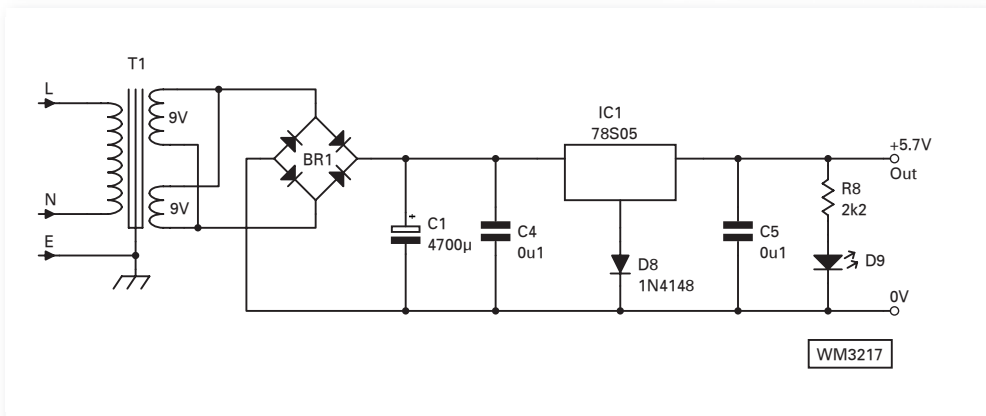 T1
L
9V
N
9V
E
BR1
+
C1
4700µ
C4
0u1
IC1
78S05
D8
1N4148
C5
0u1
+5.7V
Out
R8
2k2
D9
0V
WM3217